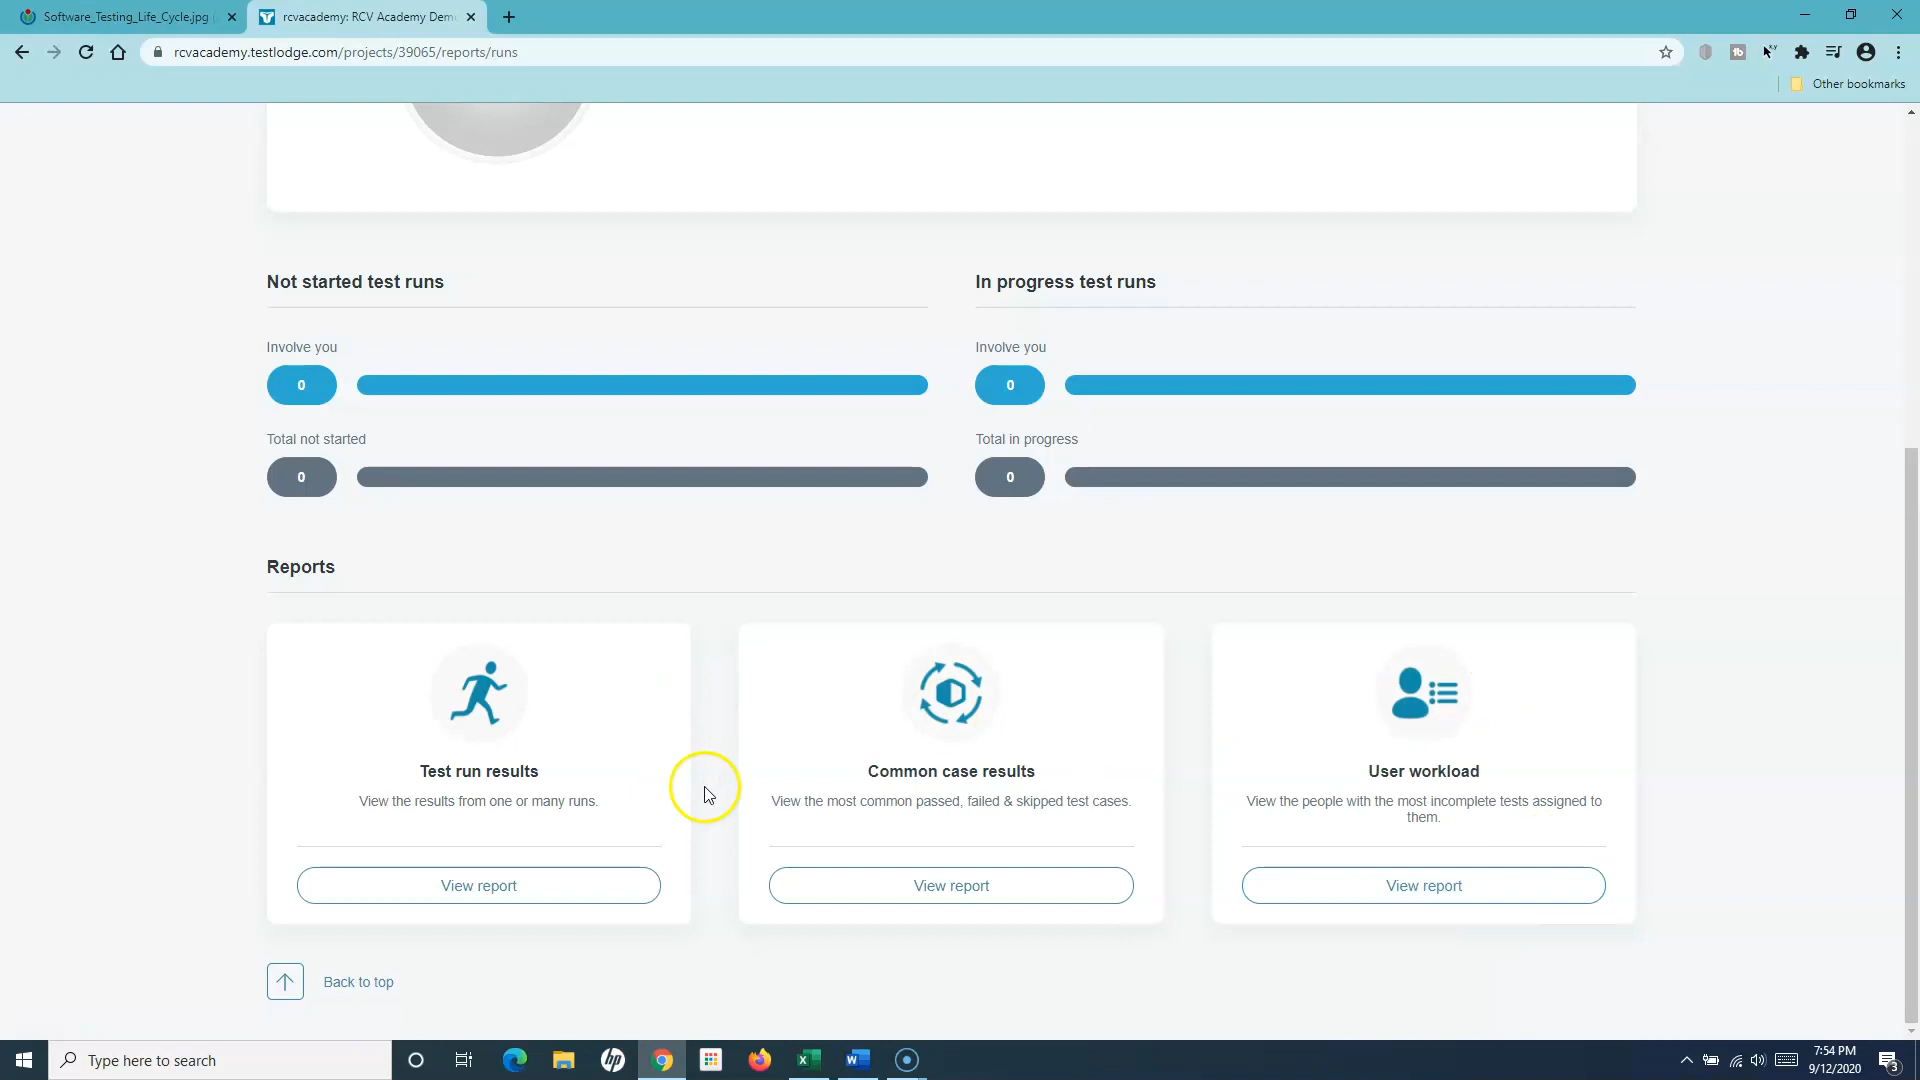 Software_Testing_Life_Cycle.jpg (
rcvacademy: RCV Academy Dem
rcvacademy.testlodge.com/projects/39065/reports/runs
Other bookmarks
Not started test runs
In progress test runs
Involve you
Involve you
0
0
Total not started
Total in progress
0
0
Reports
Test run results
Common case results
User workload
View the results from one or many runs.
View the most common passed, failed & skipped test cases.
View the people with the most incomplete tests assigned to
them.
View report
View report
View report
Back to top
Type here to search
7:54 PM
9/12/2020
3